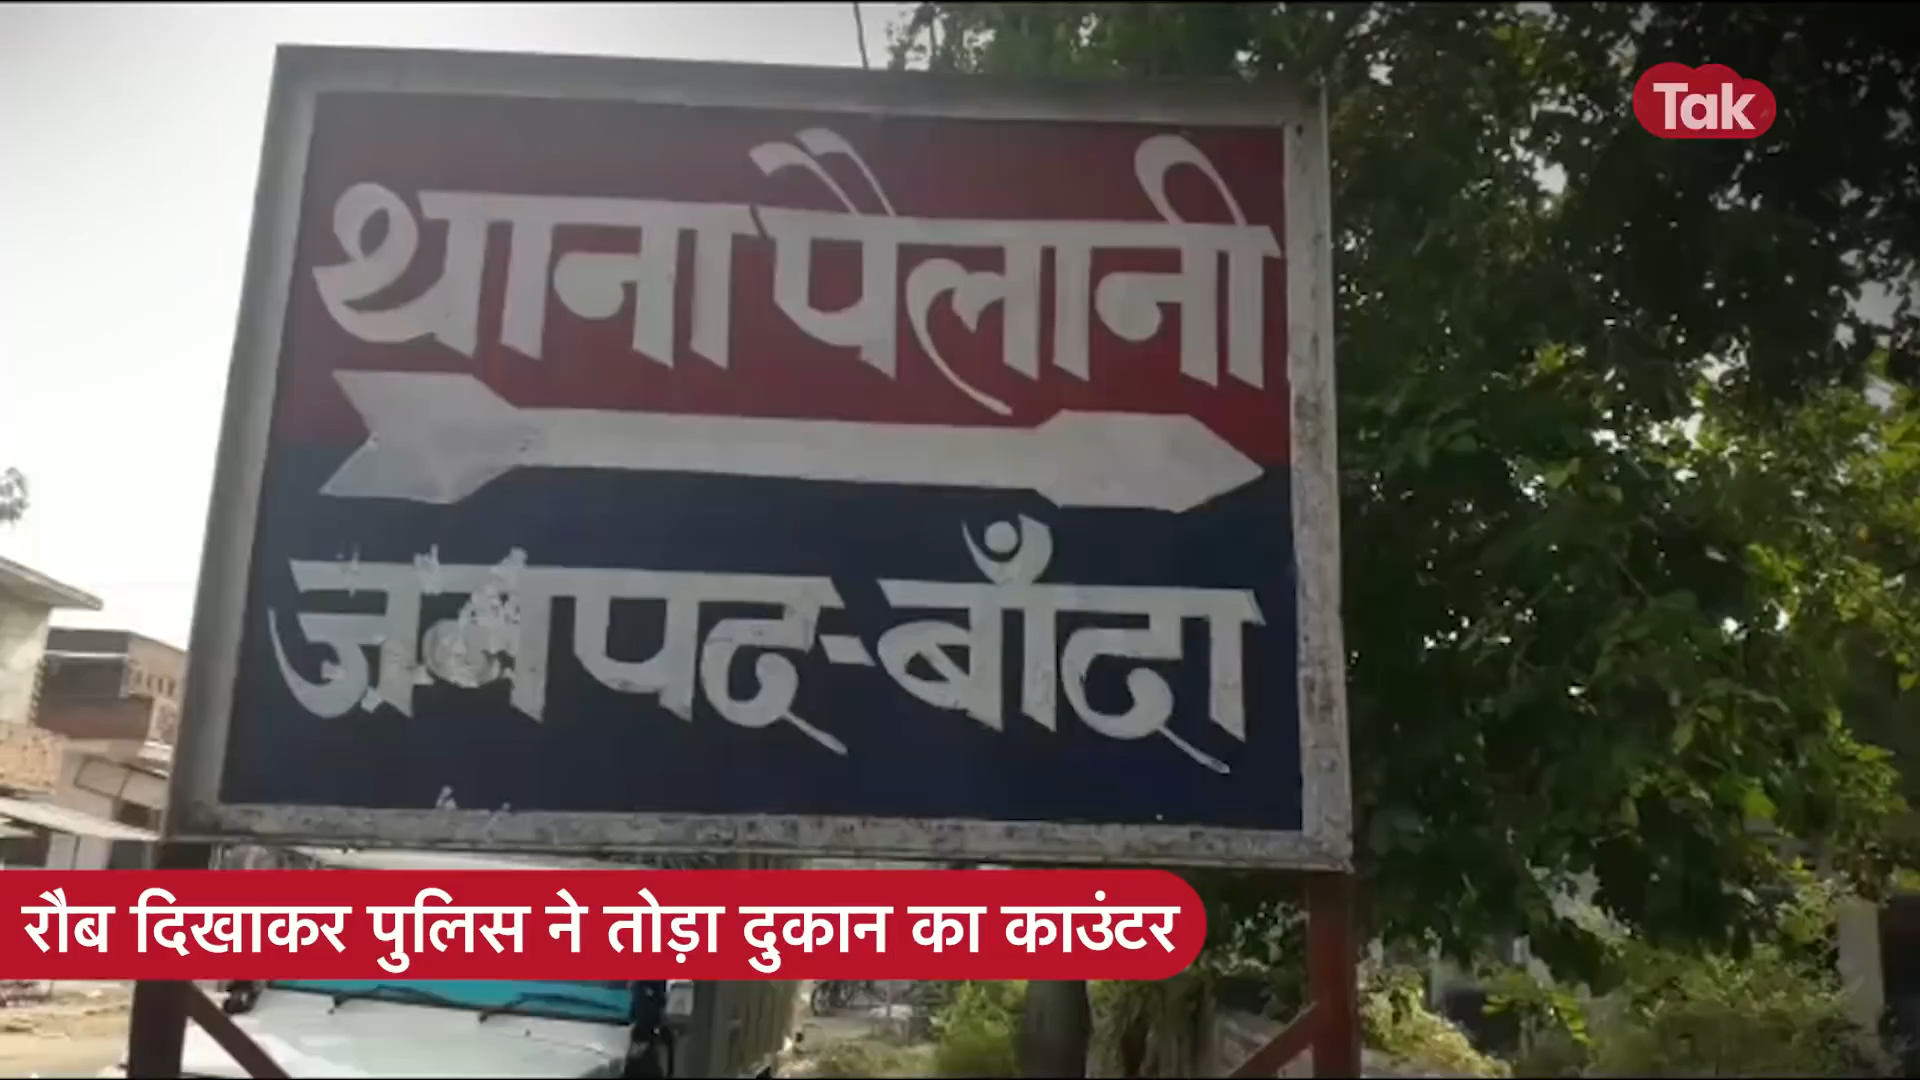 Tak
थाना पैलानी
जनपद-बाँदा
रौब दिखाकर पुलिस ने तोड़ा दुकान का काउंटर